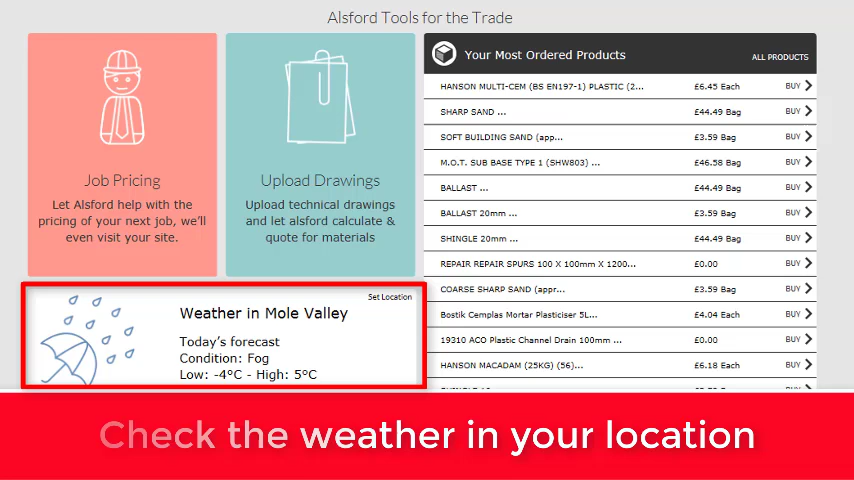 Alsford Tools for the Trade
Job Pricing
Let Alsford help with the
pricing of your next job, we'll
even visit your site.
Upload Drawings
Upload technical drawings
and let alsford calculate &
quote for materials
Your Most Ordered Products ALL PRODUCTS
HANSON MULTI-CEM (BS EN197-1) PLASTIC (2... £6.45 Each BUY
SHARP SAND ... £44.49 Bag BUY
SOFT BUILDING SAND (app... £3.59 Bag BUY
M.O.T. SUB BASE TYPE 1 (SHW803) ... £46.58 Bag BUY
BALLAST ... £44.49 Bag BUY
BALLAST 20mm ... £3.59 Bag BUY
SHINGLE 20mm ... £44.49 Bag BUY
REPAIR REPAIR SPURS 100 X 100mm X 1200... £0.00 BUY
COARSE SHARP SAND (appr... £3.59 Bag BUY
Bostik Cemplas Mortar Plasticiser 5L... £4.04 Each BUY
19310 ACO Plastic Channel Drain 100mm ... £0.00 BUY
HANSON MACADAM (25KG) (56)... £6.18 Each BUY
Set Location
Weather in Mole Valley
Today's forecast
Condition: Fog
Low: -4°C - High: 5°C
Check the weather in your location